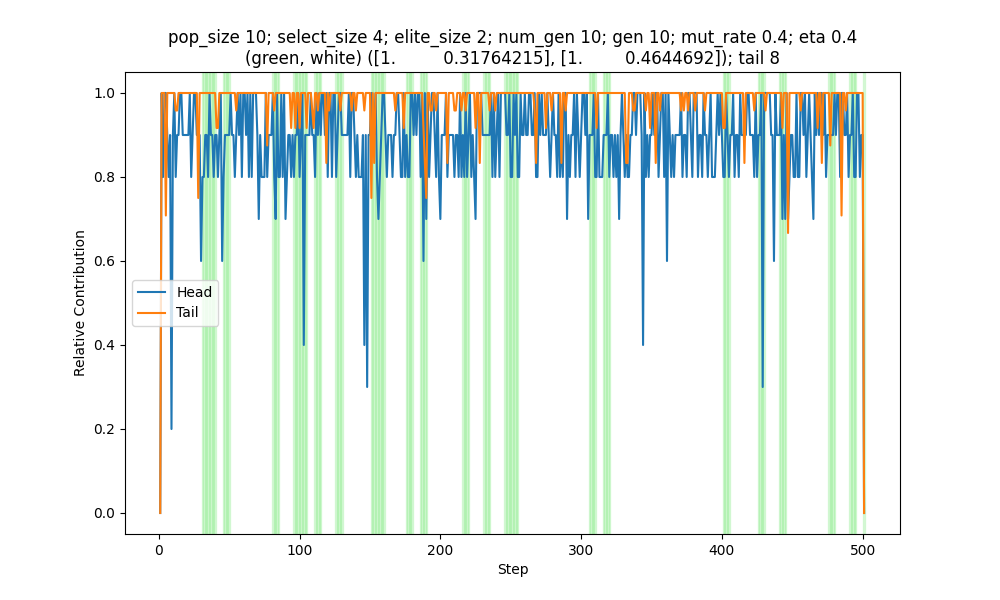 pop_size 10; select_size 4; elite_size 2; num_gen 10; gen 10; mut_rate 0.4; eta 0.4
(green, white) ([1. 0.31764215], [1. 0.4644692]); tail 8
1.0
0.8
0.6
0.4
0.2
0.0
Relative Contribution
Head
Tail
0 100 200 300 400 500
Step